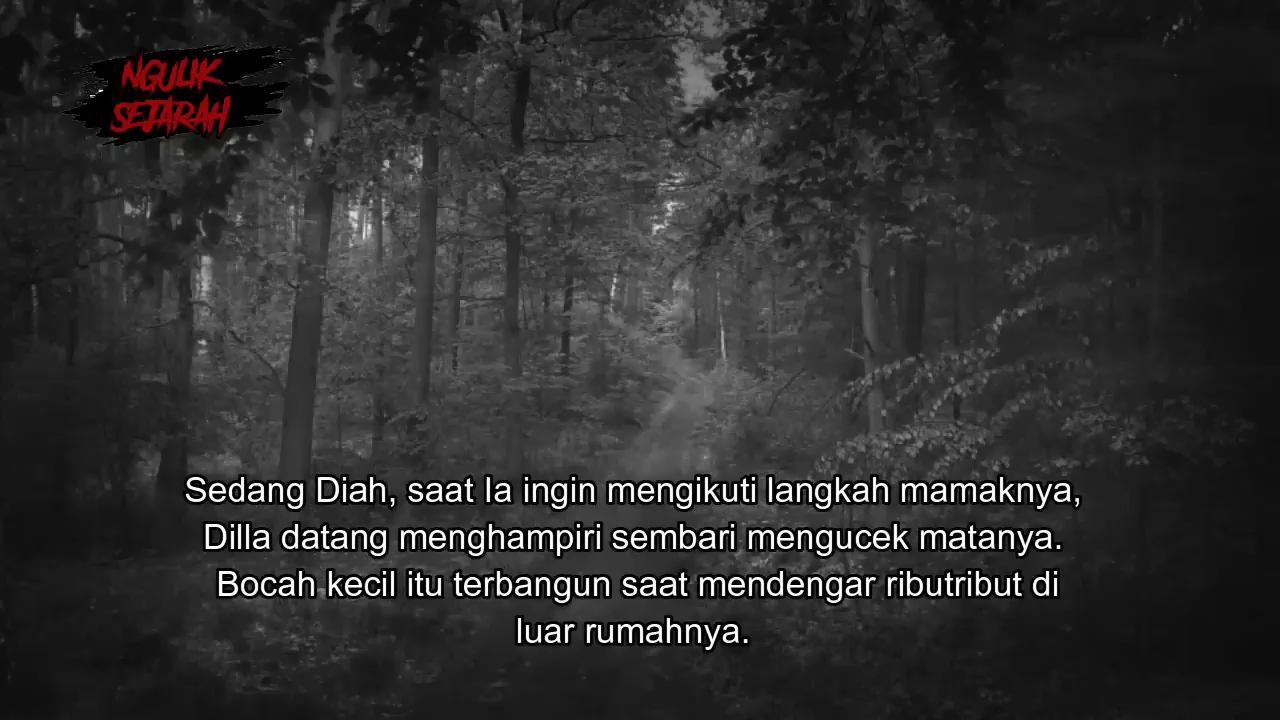 NGULIK
SEJARAH
Sedang Diah, saat Ia ingin mengikuti langkah mamaknya,
Dilla datang menghampiri sembari mengucek matanya.
Bocah kecil itu terbangun saat mendengar ributribut di
luar rumahnya.